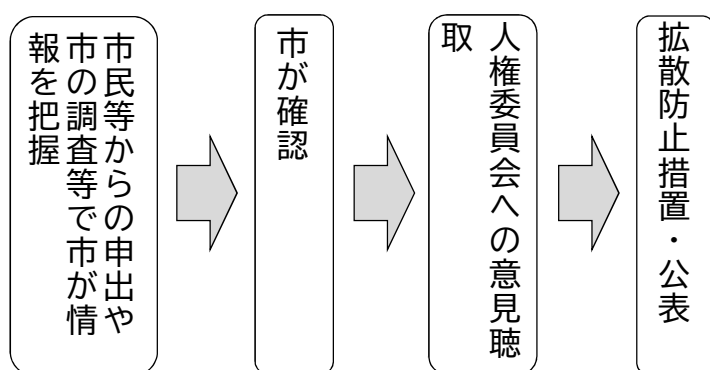 市民等からの申出や
市の調査等で市が情
報を把握
市が確認
人権委員会への意見聴
取
拡散防止措置・公表